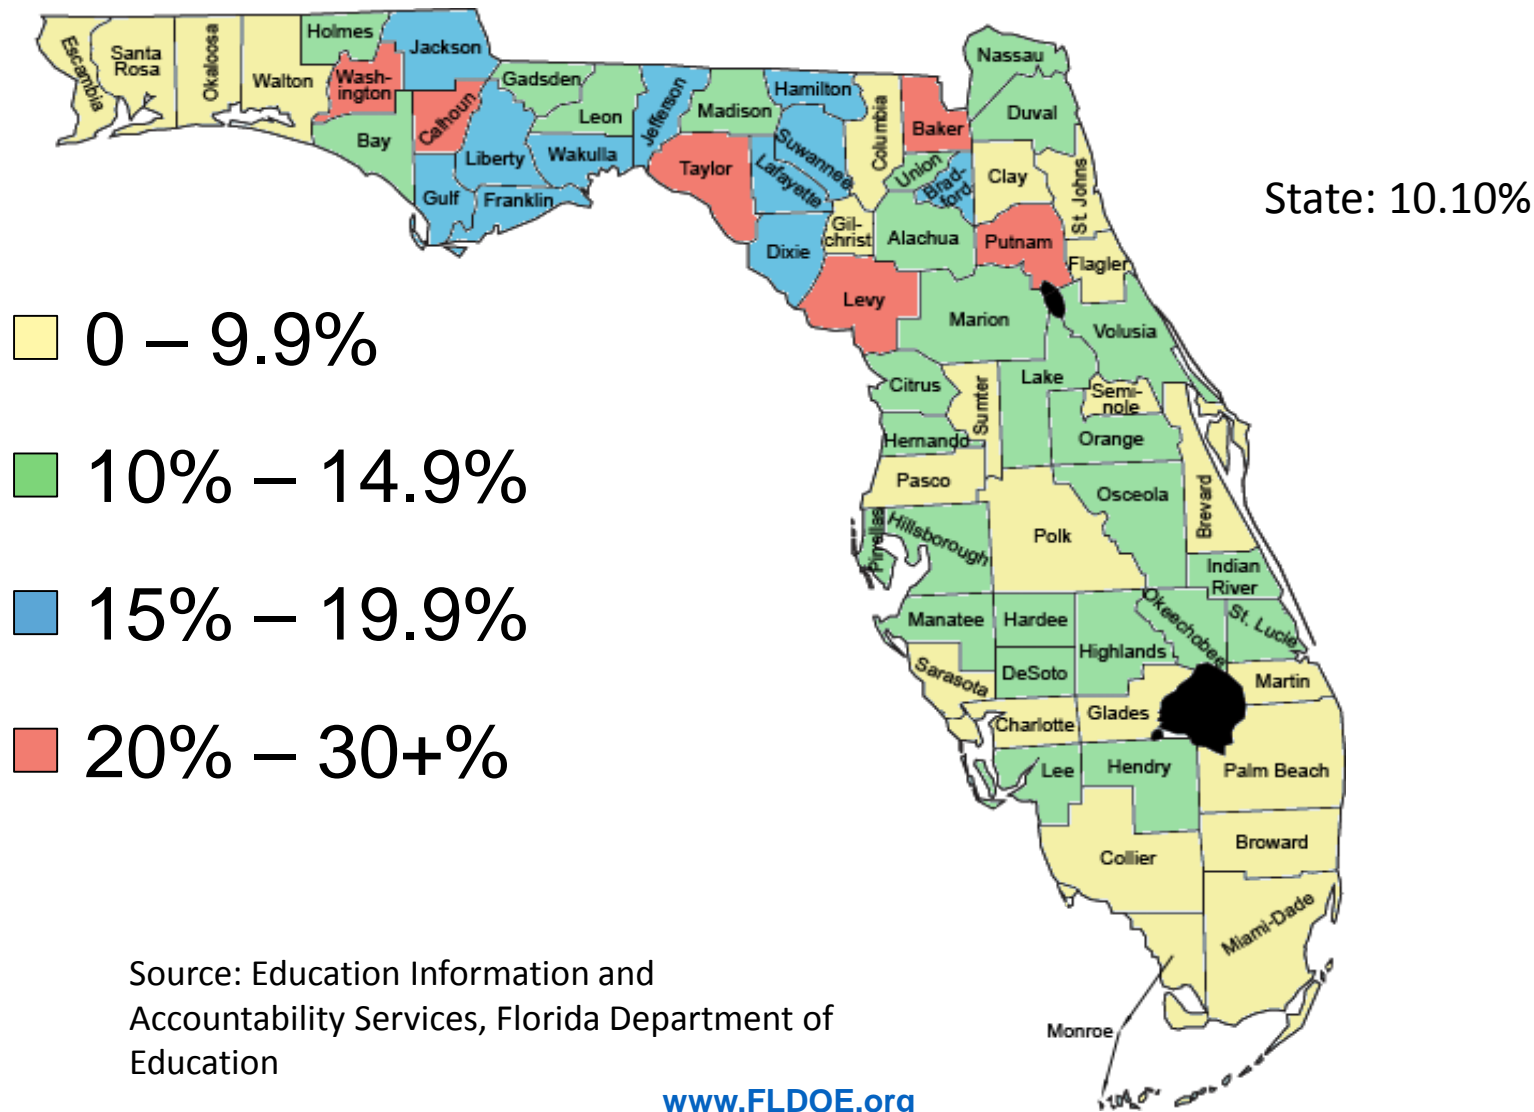 Escambia
Santa
Rosa
Okaloosa
Walton
Holmes
Wash-
ington
Jackson
Bay
Calhoun
Gulf
Gadsden
Liberty
Franklin
Leon
Wakulla
Jefferson
Madison
Taylor
Hamilton
Suwannee
Lafayette
Dixie
Columbia
Gil-
christ
Levy
Baker
Union
Brad-
ford
Alachua
Nassau
Duval
Clay
St. Johns
Putnam
Flagler
Marion
Volusia
Citrus
Sumter
Lake
Semi-
nole
Hernando
Orange
Pasco
Osceola
Brevard
Pinellas
Hillsborough
Polk
Indian
River
Manatee
Hardee
Highlands
Okeechobee
St. Lucie
Sarasota
DeSoto
Martin
Charlotte
Glades
Lee
Hendry
Palm Beach
Collier
Broward
Miami-Dade
Monroe
State: 10.10%
0 – 9.9%
10% – 14.9%
15% – 19.9%
20% – 30+%
Source: Education Information and
Accountability Services, Florida Department of
Education
www.FLDOE.org